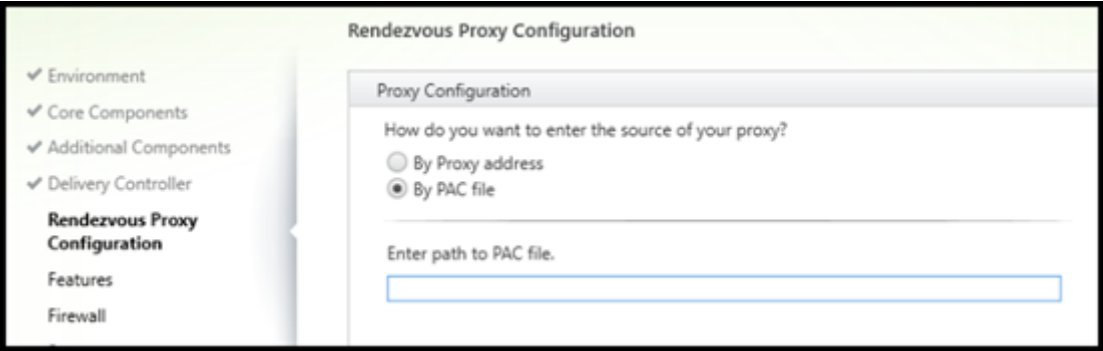 Rendezvous Proxy Configuration
Environment
Core Components
Additional Components
Delivery Controller
Rendezvous Proxy
Configuration
Features
Firewall
Proxy Configuration
How do you want to enter the source of your proxy?
By Proxy address
By PAC file
Enter path to PAC file.